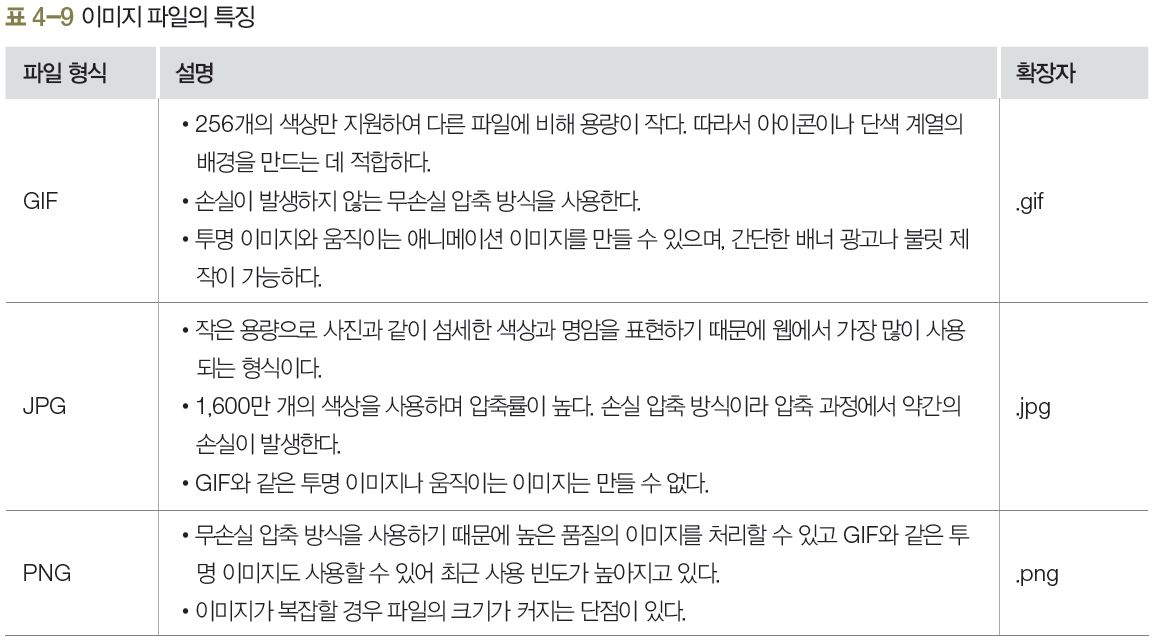 표 4-9 이미지 파일의 특징
파일 형식 설명 확장자
• 256개의 색상만 지원하여 다른 파일에 비해 용량이 작다. 따라서 아이콘이나 단색 계열의
배경을 만드는 데 적합하다.
GIF • 손실이 발생하지 않는 무손실 압축 방식을 사용한다. .gif
• 투명 이미지와 움직이는 애니메이션 이미지를 만들 수 있으며, 간단한 배너 광고나 불릿 제
작이 가능하다.
• 작은 용량으로 사진과 같이 섬세한 색상과 명암을 표현하기 때문에 웹에서 가장 많이 사용
되는 형식이다.
JPG • 1,600만 개의 색상을 사용하며 압축률이 높다. 손실 압축 방식이라 압축 과정에서 약간의 .jpg
손실이 발생한다.
• GIF와 같은 투명 이미지나 움직이는 이미지는 만들 수 없다.
• 무손실 압축 방식을 사용하기 때문에 높은 품질의 이미지를 처리할 수 있고 GIF와 같은 투
PNG 명 이미지도 사용할 수 있어 최근 사용 빈도가 높아지고 있다. .png
• 이미지가 복잡할 경우 파일의 크기가 커지는 단점이 있다.